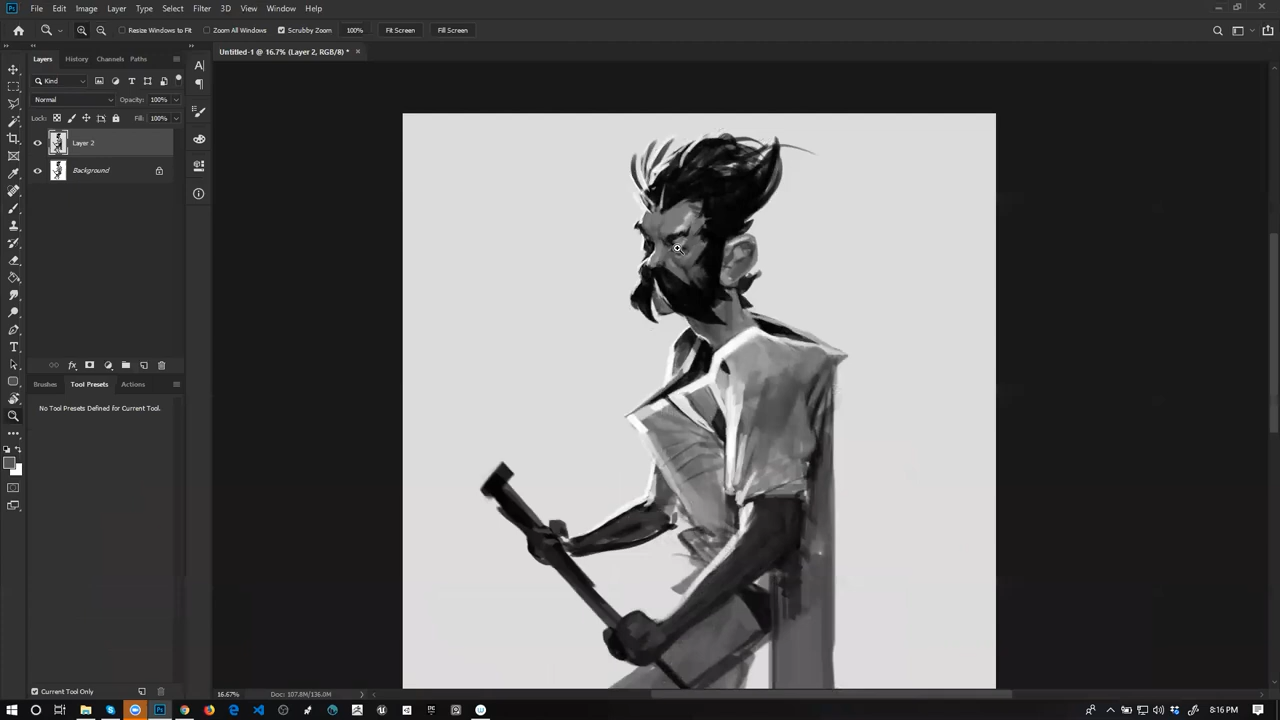 Ps File Edit Image Layer Type Select Filter 3D View Window Help
Resize Windows to Fit Zoom All Windows Scrubby Zoom 100% Fit Screen Fill Screen
Layers History Channels Paths
Untitled-1 @ 16.7% (Layer 2, RGB/8) * ×
Kind
Normal Opacity: 100%
Lock: Fill: 100%
Layer 2
Background
fx
Brushes Tool Presets Actions
No Tool Presets Defined for Current Tool.
Current Tool Only
16.67% Doc: 107.8M/136.0M
Ps 8:16 PM